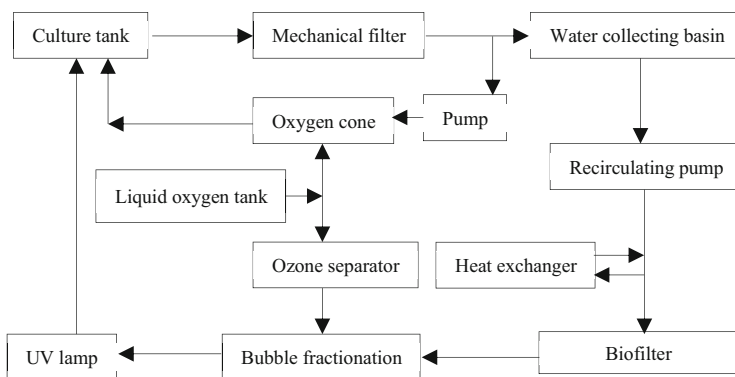 Culture tank
Mechanical filter
Water collecting basin
Oxygen cone
Pump
Recirculating pump
Liquid oxygen tank
Ozone separator
Heat exchanger
UV lamp
Bubble fractionation
Biofilter